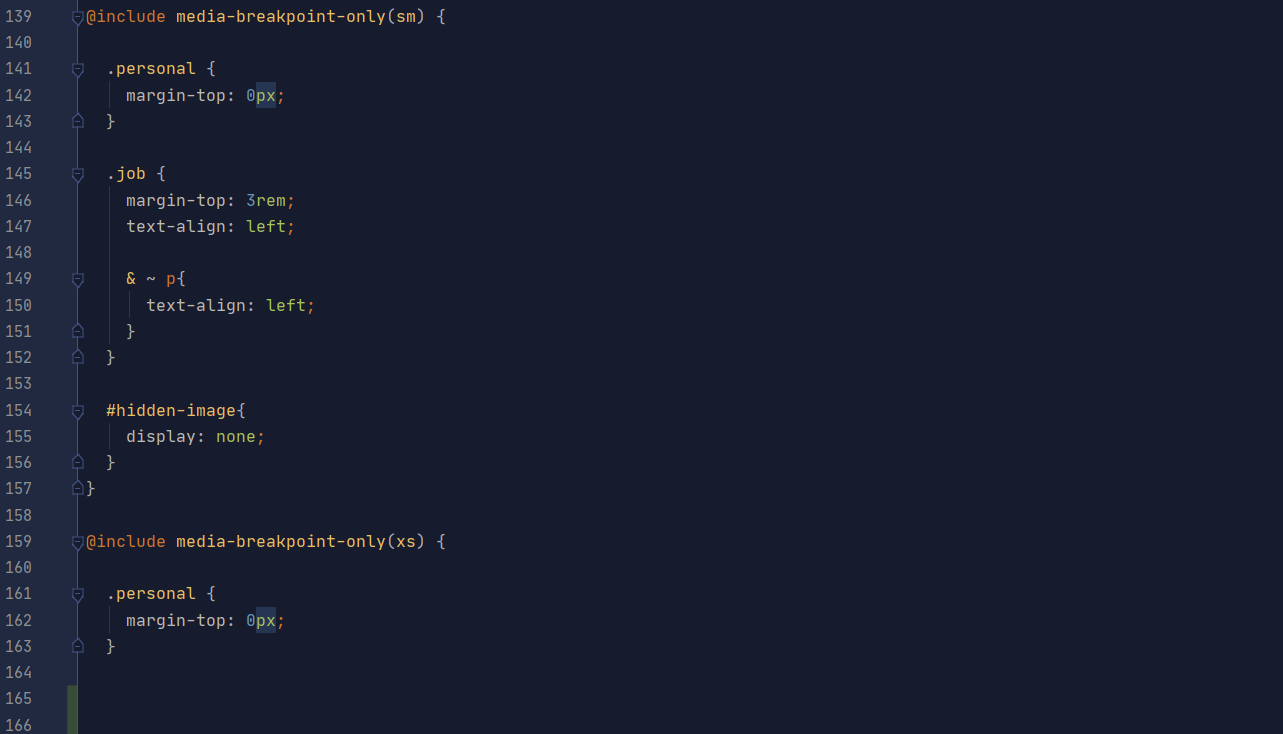 139 @include media-breakpoint-only(sm) {
140
141   .personal {
142     margin-top: 0px;
143   }
144
145   .job {
146     margin-top: 3rem;
147     text-align: left;
148
149     & ~ p{
150       text-align: left;
151     }
152   }
153
154   #hidden-image{
155     display: none;
156   }
157 }
158
159 @include media-breakpoint-only(xs) {
160
161   .personal {
162     margin-top: 0px;
163   }
164
165
166